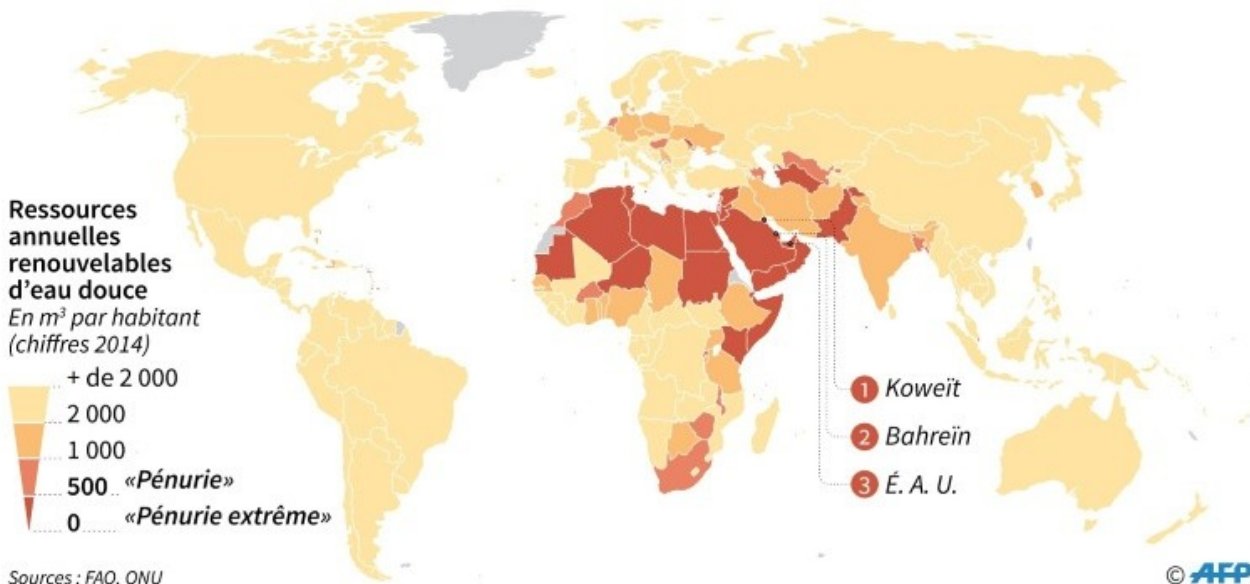 Ressources
annuelles
renouvelables
d'eau douce
En m³ par habitant
(chiffres 2014)
+ de 2 000
2 000
1 000
500 «Pénurie»
0 «Pénurie extrême»
1 Koweït
2 Bahreïn
3 É. A. U.
Sources : FAO, ONU
© AFP